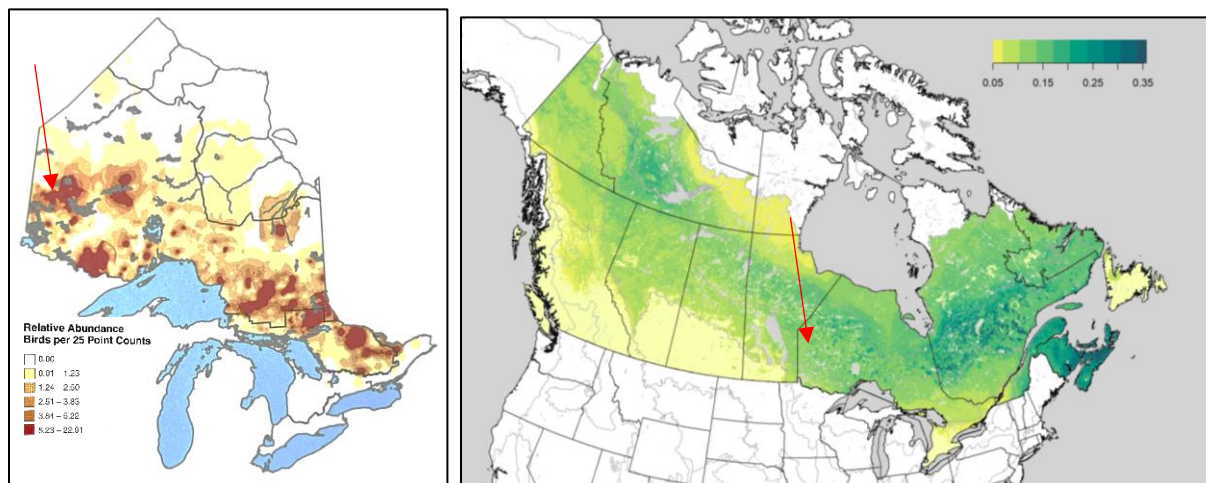 Relative Abundance
Birds per 25 Point Counts
0.00
0.01 – 1.23
1.24 – 2.50
2.51 – 3.83
3.84 – 5.22
5.23 – 22.91
0.05 0.15 0.25 0.35